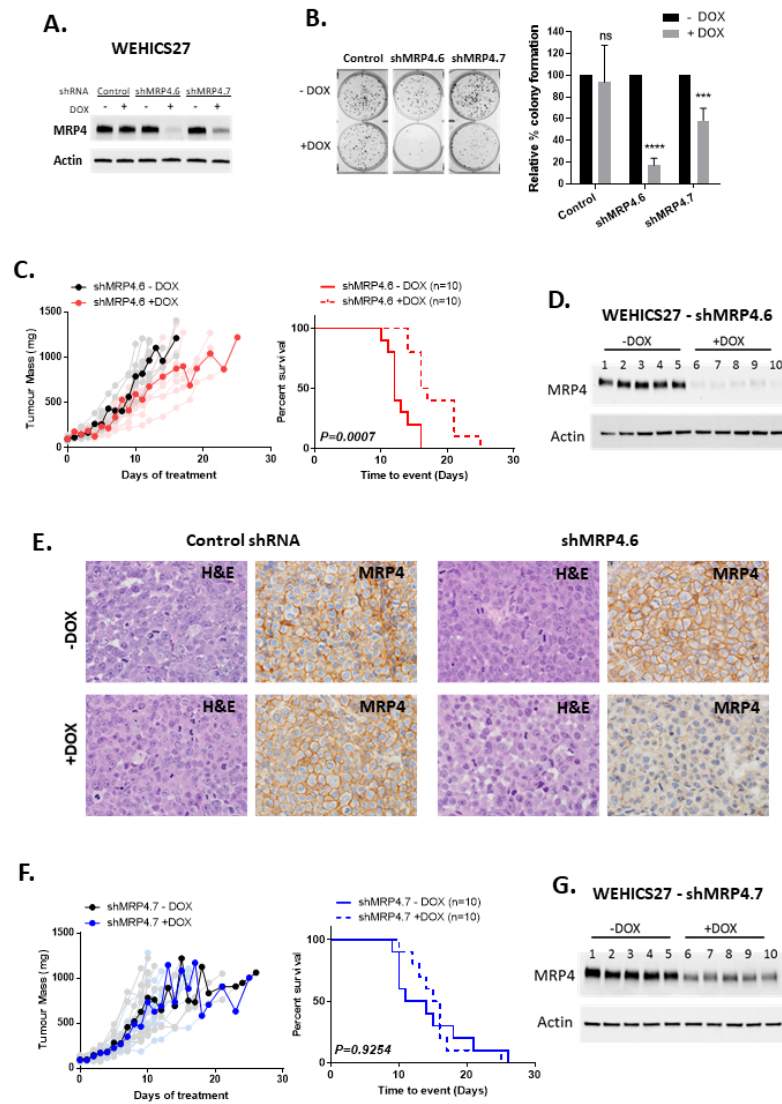 A.
WEHICS27
shRNA Control shMRP4.6 shMRP4.7
DOX - + - + - +
MRP4
Actin
B.
Control shMRP4.6 shMRP4.7
- DOX
+DOX
- DOX
+ DOX
Relative % colony formation
140
120
100
80
60
40
20
0
ns
****
***
Control
shMRP4.6
shMRP4.7
C.
shMRP4.6 – DOX
shMRP4.6 +DOX
Tumour Mass (mg)
1500
1000
500
0
0 10 20 30
Days of treatment
shMRP4.6 – DOX (n=10)
shMRP4.6 +DOX (n=10)
Percent survival
100
50
0
P=0.0007
0 10 20 30
Time to event (Days)
D.
WEHICS27 - shMRP4.6
-DOX +DOX
1 2 3 4 5 6 7 8 9 10
MRP4
Actin
E.
Control shRNA shMRP4.6
-DOX
H&E MRP4 H&E MRP4
+DOX
H&E MRP4 H&E MRP4
F.
shMRP4.7 – DOX
shMRP4.7 +DOX
Tumour Mass (mg)
1500
1000
500
0
0 10 20 30
Days of treatment
shMRP4.7 – DOX (n=10)
shMRP4.7 +DOX (n=10)
Percent survival
100
50
0
P=0.9254
0 10 20 30
Time to event (Days)
G.
WEHICS27 - shMRP4.7
-DOX +DOX
1 2 3 4 5 6 7 8 9 10
MRP4
Actin